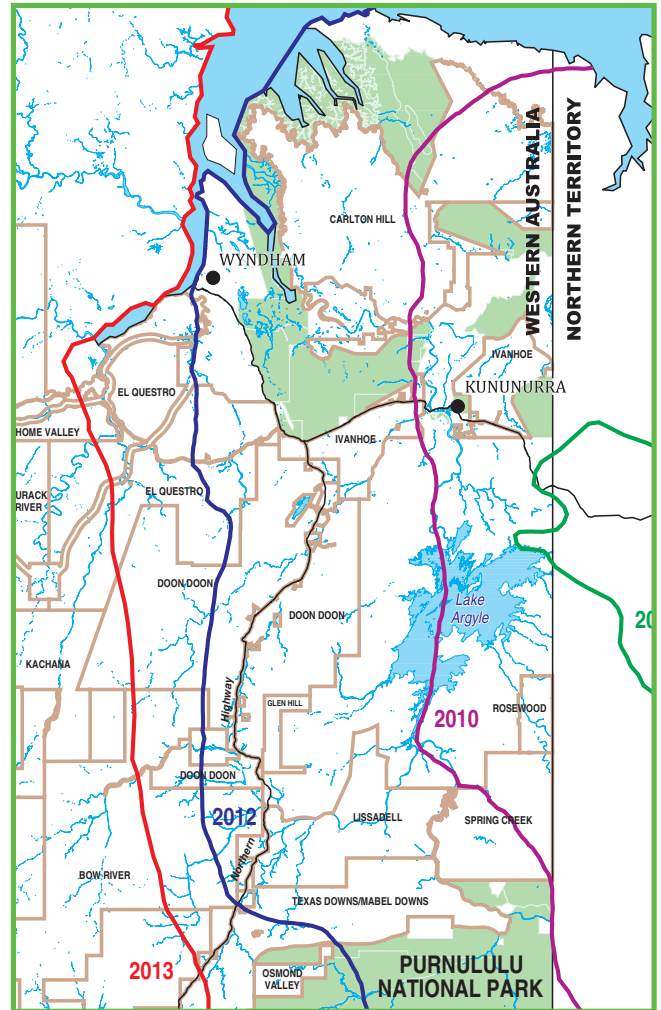 WESTERN AUSTRALIA
NORTHERN TERRITORY
CARLTON HILL
WYNDHAM
IVANHOE
EL QUESTRO
KUNUNURRA
HOME VALLEY
IVANHOE
EL QUESTRO
URACK
RIVER
DOON DOON
Lake
Argyle
DOON DOON
20
KACHANA
GLEN HILL
ROSEWOOD
Highway
2010
DOON DOON
2012
LISSADELL
SPRING CREEK
Northern
BOW RIVER
TEXAS DOWNS/MABEL DOWNS
2013
OSMOND
VALLEY
PURNULULU
NATIONAL PARK